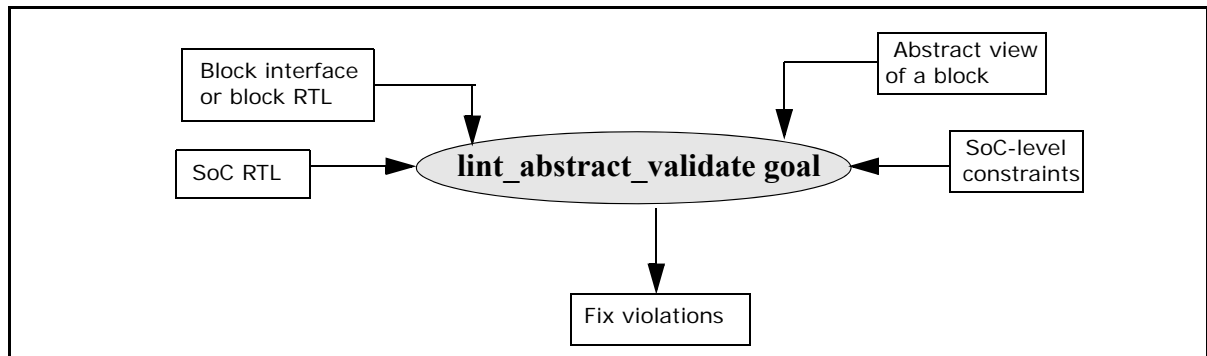 Block interface
or block RTL
Abstract view
of a block
SoC RTL
lint_abstract_validate goal
SoC-level
constraints
Fix violations